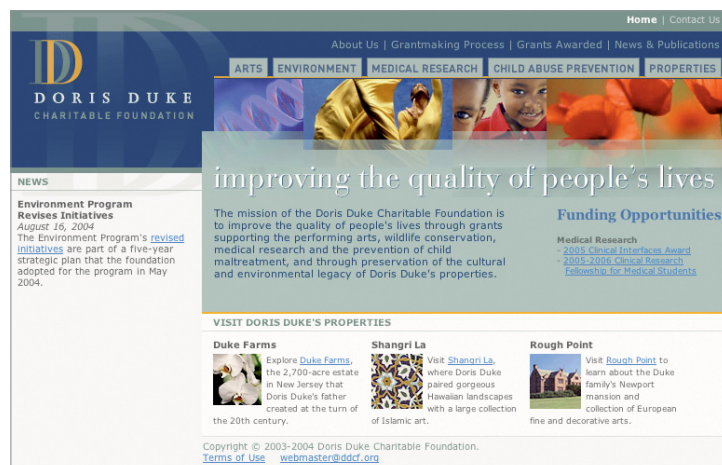 Home | Contact Us
About Us | Grantmaking Process | Grants Awarded | News & Publications
ARTS ENVIRONMENT MEDICAL RESEARCH CHILD ABUSE PREVENTION PROPERTIES
DORIS DUKE
CHARITABLE FOUNDATION
NEWS
Environment Program
Revises Initiatives
August 16, 2004
The Environment Program's revised
initiatives are part of a five-year
strategic plan that the foundation
adopted for the program in May
2004.
improving the quality of people's lives
The mission of the Doris Duke Charitable Foundation is
to improve the quality of people's lives through grants
supporting the performing arts, wildlife conservation,
medical research and the prevention of child
maltreatment, and through preservation of the cultural
and environmental legacy of Doris Duke's properties.
Funding Opportunities
Medical Research
- 2005 Clinical Interfaces Award
- 2005-2006 Clinical Research
Fellowship for Medical Students
VISIT DORIS DUKE'S PROPERTIES
Duke Farms
Explore Duke Farms,
the 2,700-acre estate
in New Jersey that
Doris Duke's father
created at the turn of
the 20th century.
Shangri La
Visit Shangri La,
where Doris Duke
paired gorgeous
Hawaiian landscapes
with a large collection
of Islamic art.
Rough Point
Visit Rough Point to
learn about the Duke
family's Newport
mansion and
collection of European
fine and decorative arts.
Copyright © 2003-2004 Doris Duke Charitable Foundation.
Terms of Use webmaster@ddcf.org